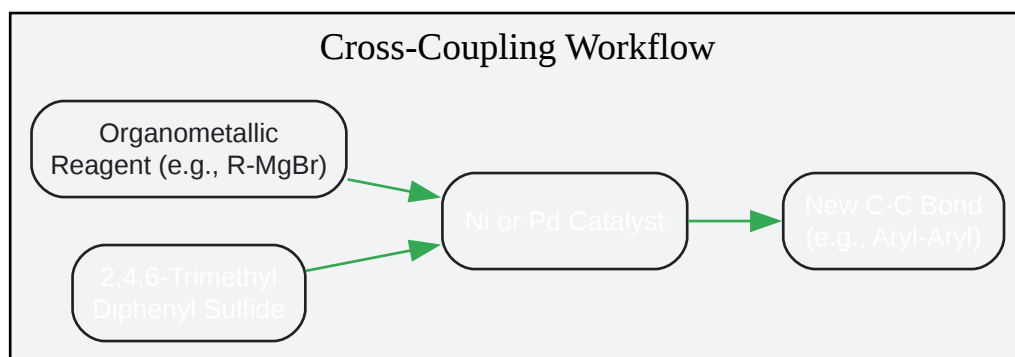 Cross-Coupling Workflow
Organometallic
Reagent (e.g., R-MgBr)
Ni or Pd Catalyst
New C-C Bond
(e.g., Aryl-Aryl)
2,4,6-Trimethyl
Diphenyl Sulfide